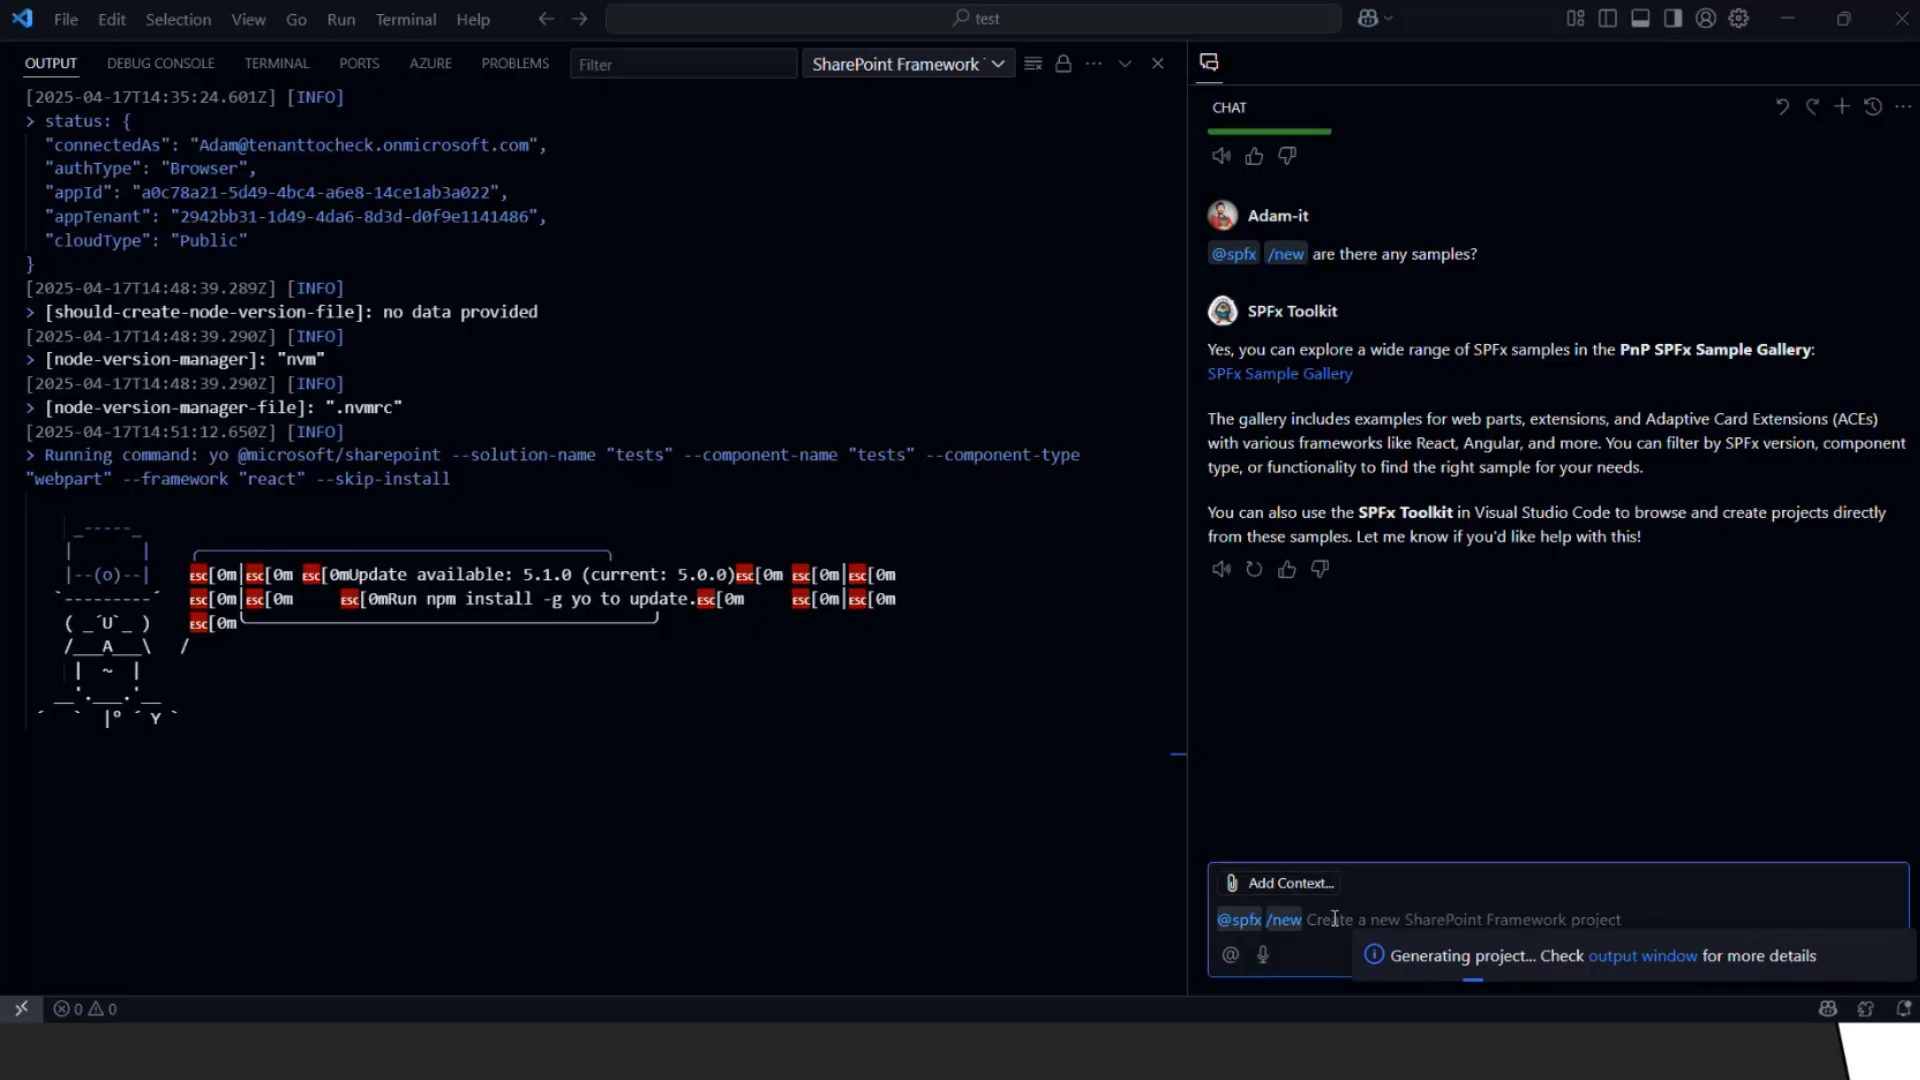 File Edit Selection View Go Run Terminal Help
test
OUTPUT DEBUG CONSOLE TERMINAL PORTS AZURE PROBLEMS
Filter
SharePoint Framework
[2025-04-17T14:35:24.601Z] [INFO]
> status: {
"connectedAs": "Adam@tenanttocheck.onmicrosoft.com",
"authType": "Browser",
"appId": "a0c78a21-5d49-4bc4-a6e8-14ce1ab3a022",
"appTenant": "2942bb31-1d49-4da6-8d3d-d0f9e1141486",
"cloudType": "Public"
}
[2025-04-17T14:48:39.289Z] [INFO]
> [should-create-node-version-file]: no data provided
[2025-04-17T14:48:39.290Z] [INFO]
> [node-version-manager]: "nvm"
[2025-04-17T14:48:39.290Z] [INFO]
> [node-version-manager-file]: ".nvmrc"
[2025-04-17T14:51:12.650Z] [INFO]
> Running command: yo @microsoft/sharepoint --solution-name "tests" --component-name "tests" --component-type
"webpart" --framework "react" --skip-install
_-----_
|       |
|--(o)--|
`---------´
( _´U`_ )
/___A___\   /
|  ~  |
__'.___.'__
´   `  |° ´ Y `
ESC[0m|ESC[0m ESC[0mUpdate available: 5.1.0 (current: 5.0.0)ESC[0m ESC[0m|ESC[0m
ESC[0m|ESC[0m ESC[0mRun npm install -g yo to update.ESC[0m ESC[0m|ESC[0m
ESC[0m
CHAT
Adam-it
@spfx /new are there any samples?
SPFx Toolkit
Yes, you can explore a wide range of SPFx samples in the PnP SPFx Sample Gallery:
SPFx Sample Gallery
The gallery includes examples for web parts, extensions, and Adaptive Card Extensions (ACEs)
with various frameworks like React, Angular, and more. You can filter by SPFx version, component
type, or functionality to find the right sample for your needs.
You can also use the SPFx Toolkit in Visual Studio Code to browse and create projects directly
from these samples. Let me know if you'd like help with this!
Add Context...
@spfx /new Create a new SharePoint Framework project
Generating project... Check output window for more details
0 0